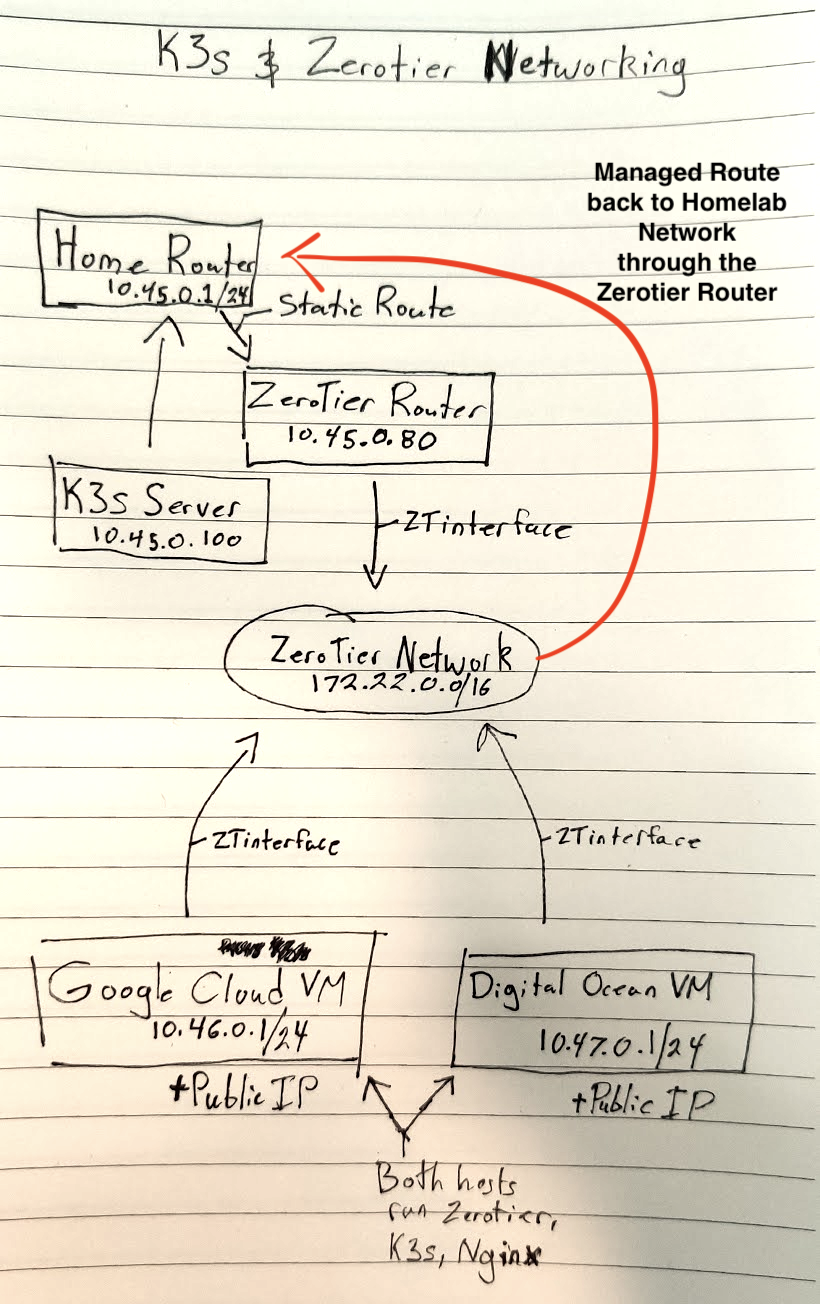 K3s & Zerotier Networking
Managed Route
back to Homelab
Network
through the
Zerotier Router
Home Router
10.45.0.1/24
Static Route
ZeroTier Router
10.45.0.80
K3s Server
10.45.0.100
ZTinterface
ZeroTier Network
172.22.0.0/16
ZTinterface
ZTinterface
Google Cloud VM
10.46.0.1/24
+Public IP
Digital Ocean VM
10.47.0.1/24
+Public IP
Both hosts
run Zerotier,
K3s, Nginx